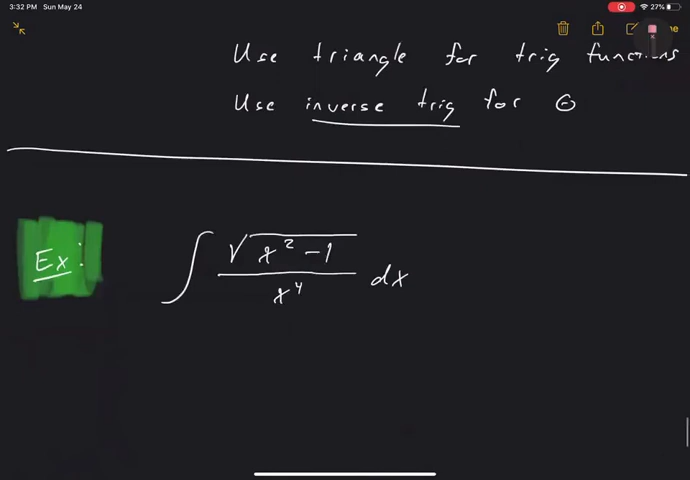 3:32 PM Sun May 24
27%
Use triangle for trig functions
Use inverse trig for Θ
Ex:
∫ √(x² - 1) / x⁴ dx